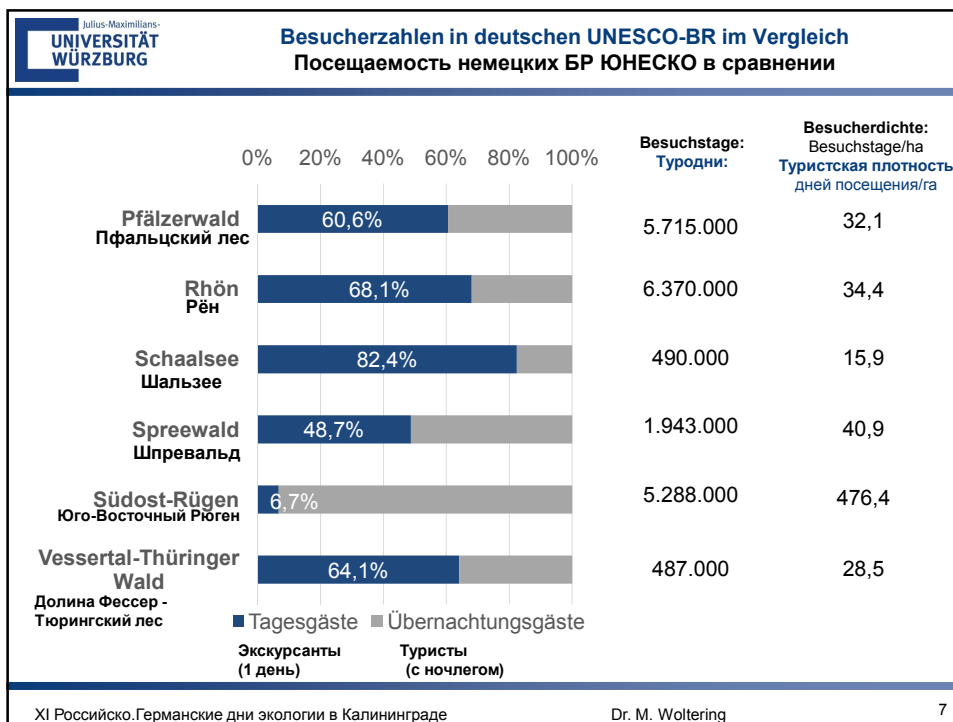 Julius-Maximilians-
UNIVERSITÄT
WÜRZBURG
Besucherzahlen in deutschen UNESCO-BR im Vergleich
Посещаемость немецких БР ЮНЕСКО в сравнении
Besuchstage:
Туродни:
Besucherdichte:
Besuchstage/ha
Туристская плотность
дней посещения/га
0% 20% 40% 60% 80% 100%
Pfälzerwald
Пфальцский лес
60,6%
5.715.000
32,1
Rhön
Рён
68,1%
6.370.000
34,4
Schaalsee
Шальзее
82,4%
490.000
15,9
Spreewald
Шпревальд
48,7%
1.943.000
40,9
Südost-Rügen
Юго-Восточный Рюген
6,7%
5.288.000
476,4
Vessertal-Thüringer
Wald
Долина Фессер -
Тюрингский лес
64,1%
487.000
28,5
Tagesgäste Übernachtungsgäste
Экскурсанты
(1 день)
Туристы
(с ночлегом)
XI Российско.Германские дни экологии в Калининграде
Dr. M. Woltering
7